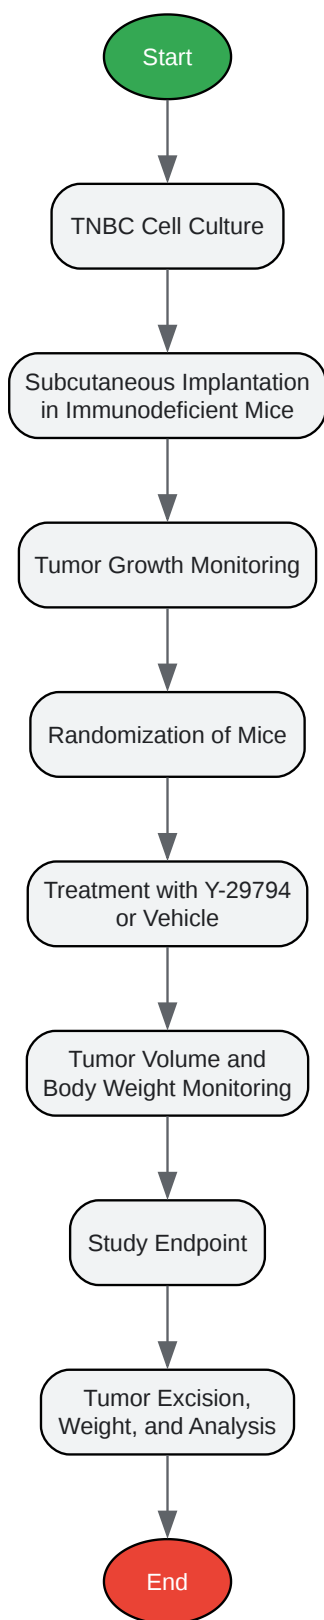 Start
TNBC Cell Culture
Subcutaneous Implantation
in Immunodeficient Mice
Tumor Growth Monitoring
Randomization of Mice
Treatment with Y-29794
or Vehicle
Tumor Volume and
Body Weight Monitoring
Study Endpoint
Tumor Excision,
Weight, and Analysis
End